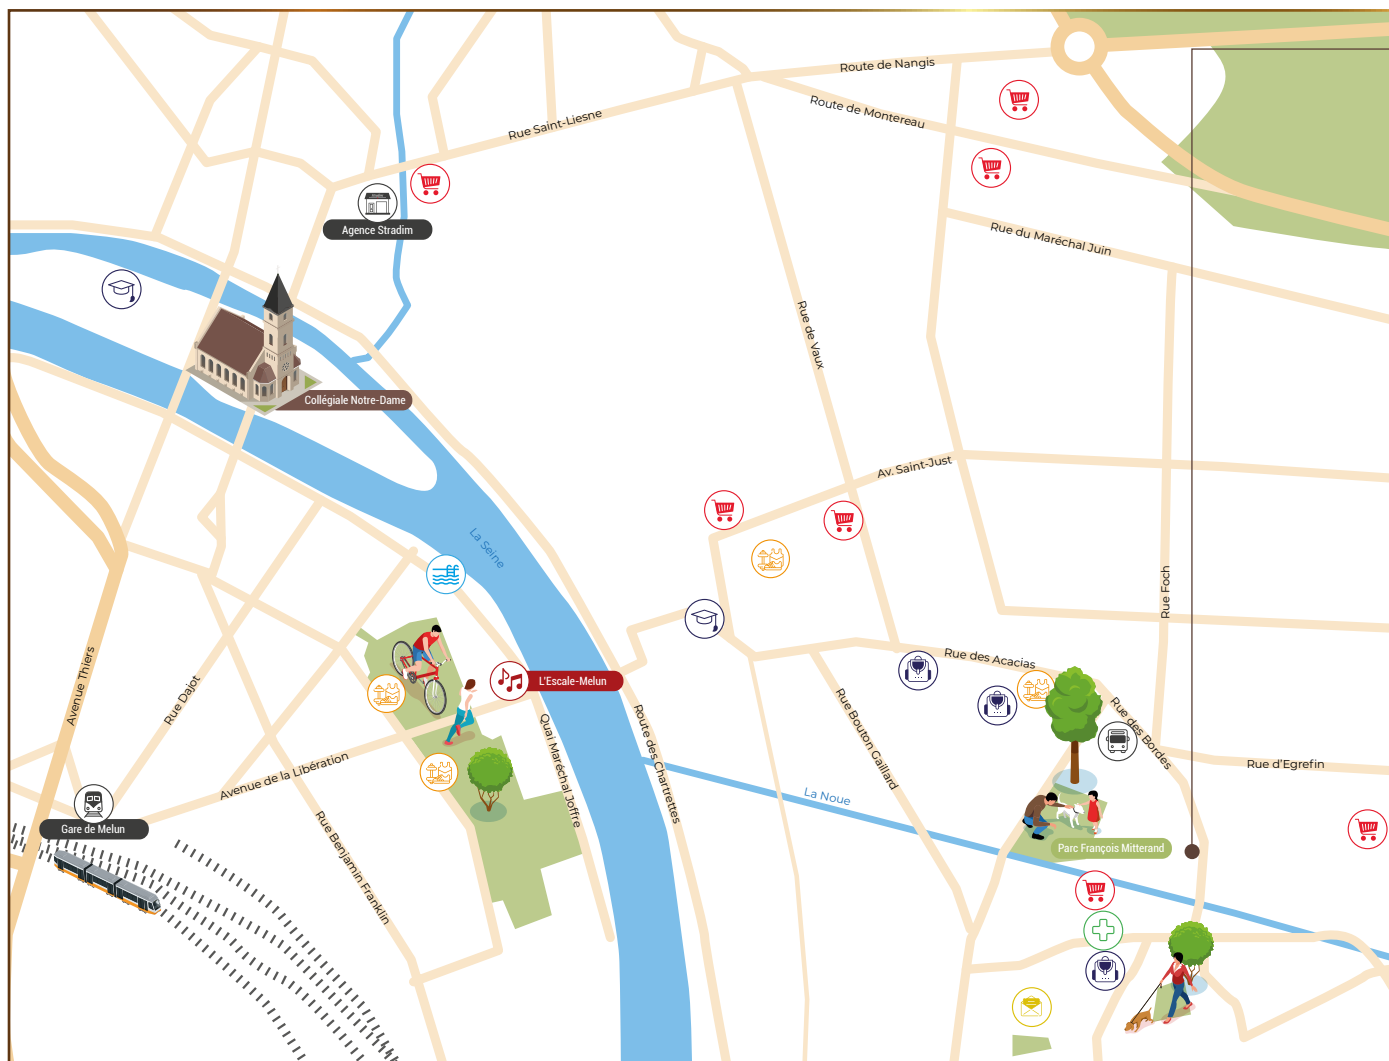 Route de Nangis
Route de Montereau
Rue Saint-Liesne
Agence Stradim
Rue du Maréchal Juin
Rue de Vaux
Collégiale Notre-Dame
Av. Saint-Just
La Seine
Rue Foch
Rue des Acacias
L'Escale-Melun
Avenue Thiers
Rue Dajot
Rue Bouton Gaillard
Rue des Bordes
Quai Maréchal Joffre
Route des Chartrettes
Avenue de la Libération
Rue d'Egrefin
La Noue
Gare de Melun
Rue Benjamin Franklin
Parc François Mitterand